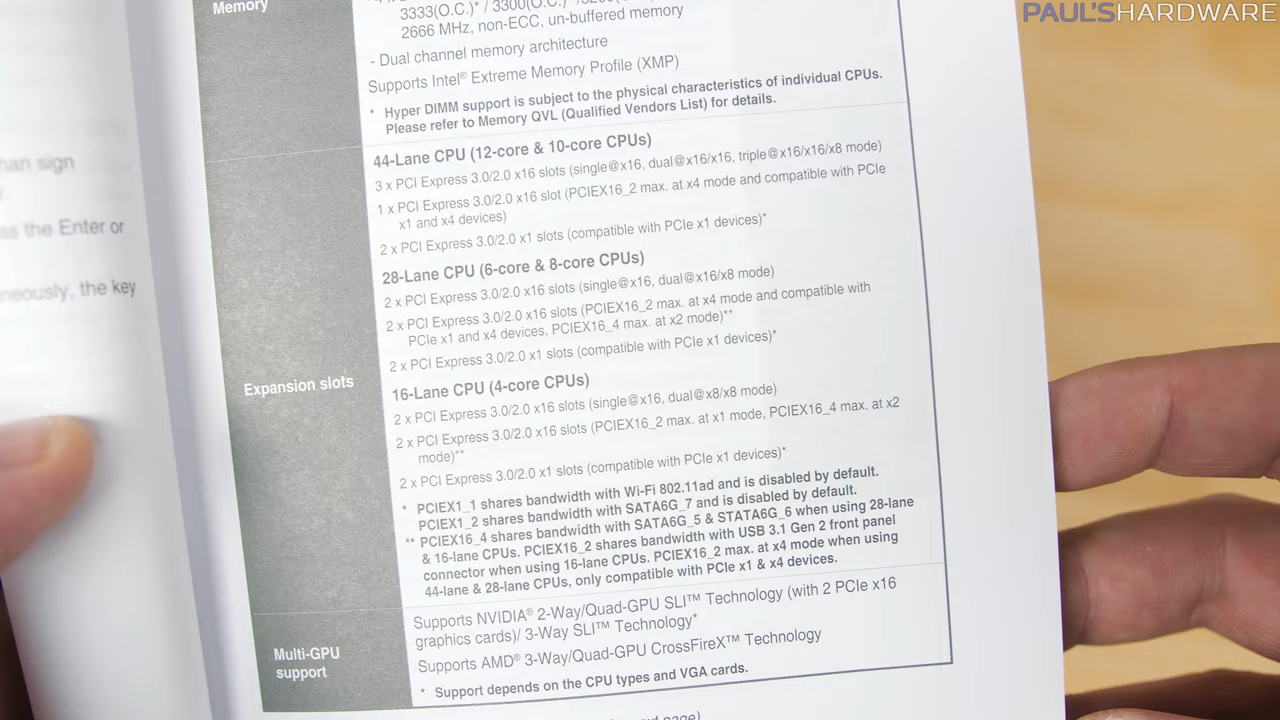 PAUL'SHARDWARE
Memory
3333(O.C.)* / 3300(O.C.)*
2666 MHz, non-ECC, un-buffered memory
- Dual channel memory architecture
Supports Intel® Extreme Memory Profile (XMP)
* Hyper DIMM support is subject to the physical characteristics of individual CPUs.
Please refer to Memory QVL (Qualified Vendors List) for details.
han sign
ss the Enter or
neously, the key
Expansion slots
44-Lane CPU (12-core & 10-core CPUs)
3 x PCI Express 3.0/2.0 x16 slots (single@x16, dual@x16/x16, triple@x16/x16/x8 mode)
1 x PCI Express 3.0/2.0 x16 slot (PCIEX16_2 max. at x4 mode and compatible with PCIe
x1 and x4 devices)
2 x PCI Express 3.0/2.0 x1 slots (compatible with PCIe x1 devices)*
28-Lane CPU (6-core & 8-core CPUs)
2 x PCI Express 3.0/2.0 x16 slots (single@x16, dual@x16/x8 mode)
2 x PCI Express 3.0/2.0 x16 slots (PCIEX16_2 max. at x4 mode and compatible with
PCIe x1 and x4 devices, PCIEX16_4 max. at x2 mode)**
2 x PCI Express 3.0/2.0 x1 slots (compatible with PCIe x1 devices)*
16-Lane CPU (4-core CPUs)
2 x PCI Express 3.0/2.0 x16 slots (single@x16, dual@x8/x8 mode)
2 x PCI Express 3.0/2.0 x16 slots (PCIEX16_2 max. at x1 mode, PCIEX16_4 max. at x2
mode)**
2 x PCI Express 3.0/2.0 x1 slots (compatible with PCIe x1 devices)*
* PCIEX1_1 shares bandwidth with Wi-Fi 802.11ad and is disabled by default.
PCIEX1_2 shares bandwidth with SATA6G_7 and is disabled by default.
** PCIEX16_4 shares bandwidth with SATA6G_5 & STATA6G_6 when using 28-lane
& 16-lane CPUs. PCIEX16_2 shares bandwidth with USB 3.1 Gen 2 front panel
connector when using 16-lane CPUs. PCIEX16_2 max. at x4 mode when using
44-lane & 28-lane CPUs, only compatible with PCIe x1 & x4 devices.
Multi-GPU
support
Supports NVIDIA® 2-Way/Quad-GPU SLI™ Technology (with 2 PCIe x16
graphics cards)/ 3-Way SLI™ Technology*
Supports AMD® 3-Way/Quad-GPU CrossFireX™ Technology
* Support depends on the CPU types and VGA cards.
page)